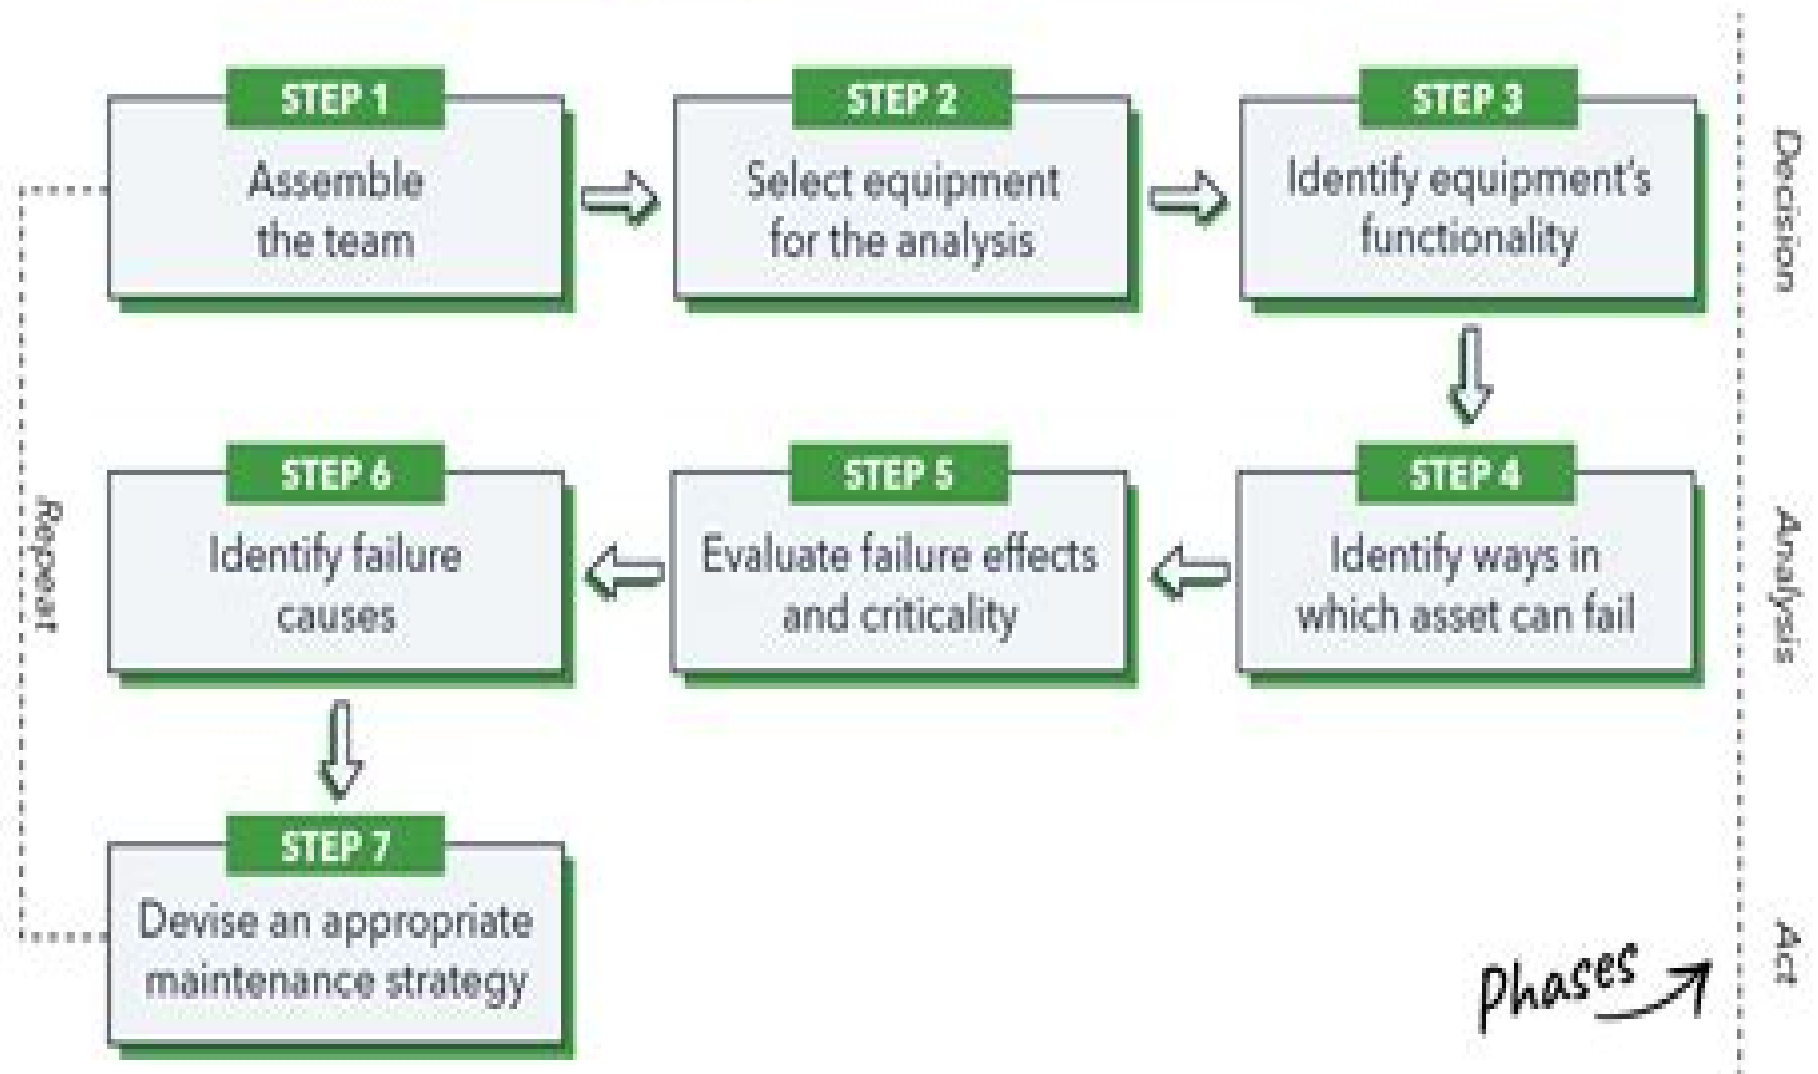 STEP 1
Assemble
the team
STEP 2
Select equipment
for the analysis
STEP 3
Identify equipment's
functionality
Decision
STEP 4
Identify ways in
which asset can fail
STEP 5
Evaluate failure effects
and criticality
STEP 6
Identify failure
causes
Analysis
Repeat
STEP 7
Devise an appropriate
maintenance strategy
Act
Phases